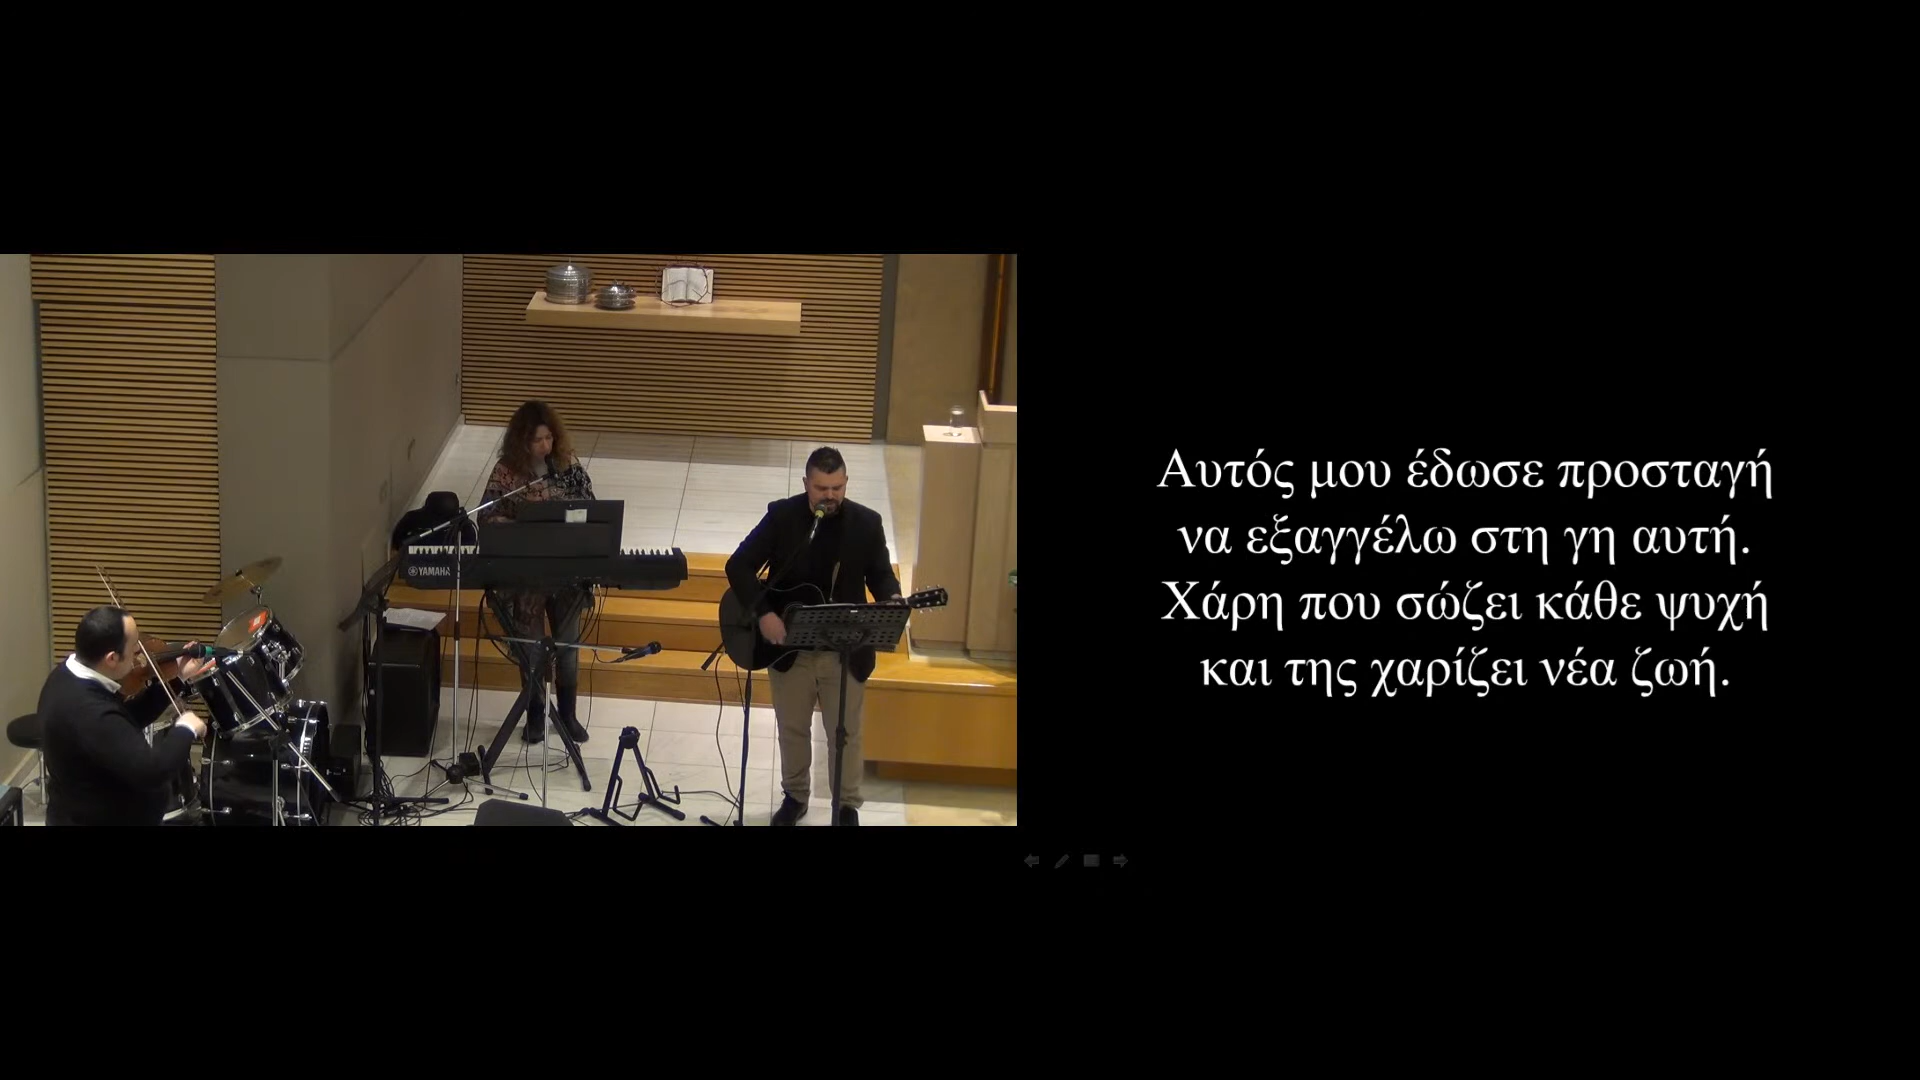 YAMAHA
Αυτός μου έδωσε προσταγή
να εξαγγέλω στη γη αυτή.
Χάρη που σώζει κάθε ψυχή
και της χαρίζει νέα ζωή.